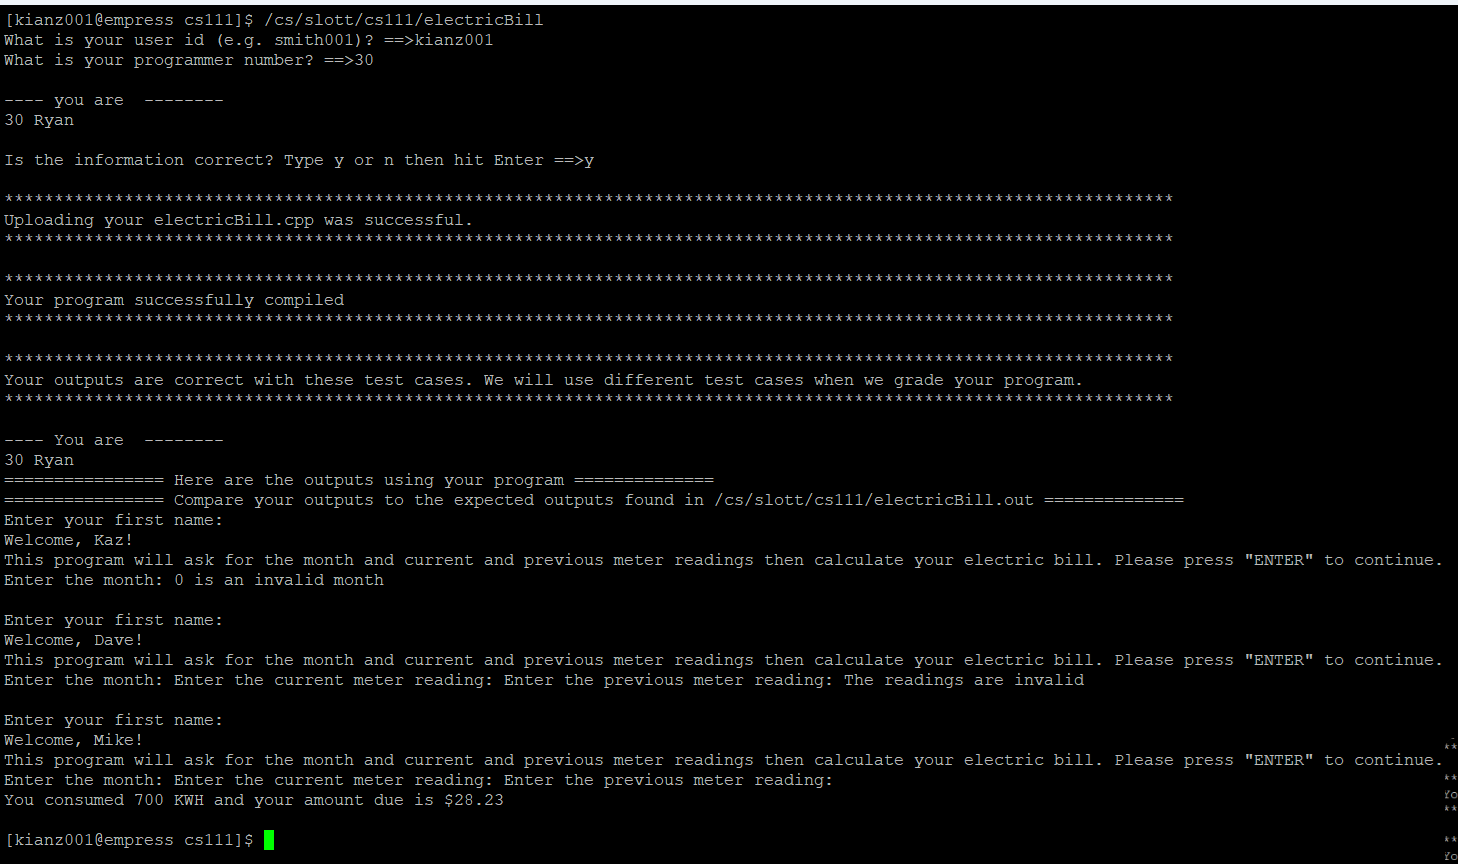 [kianz001@empress cs111]$ /cs/slott/cs111/electricBill
What is your user id (e.g. smith001)? ==>kianz001
What is your programmer number? ==>30
---- you are  --------
30 Ryan
Is the information correct? Type y or n then hit Enter ==>y
*********************************************************************************************************************
Uploading your electricBill.cpp was successful.
*********************************************************************************************************************
*********************************************************************************************************************
Your program successfully compiled
*********************************************************************************************************************
*********************************************************************************************************************
Your outputs are correct with these test cases. We will use different test cases when we grade your program.
*********************************************************************************************************************
---- You are  --------
30 Ryan
================ Here are the outputs using your program ==============
================ Compare your outputs to the expected outputs found in /cs/slott/cs111/electricBill.out ==============
Enter your first name:
Welcome, Kaz!
This program will ask for the month and current and previous meter readings then calculate your electric bill. Please press "ENTER" to continue.
Enter the month: 0 is an invalid month
Enter your first name:
Welcome, Dave!
This program will ask for the month and current and previous meter readings then calculate your electric bill. Please press "ENTER" to continue.
Enter the month: Enter the current meter reading: Enter the previous meter reading: The readings are invalid
Enter your first name:
Welcome, Mike!
This program will ask for the month and current and previous meter readings then calculate your electric bill. Please press "ENTER" to continue.
Enter the month: Enter the current meter reading: Enter the previous meter reading:
You consumed 700 KWH and your amount due is $28.23
[kianz001@empress cs111]$